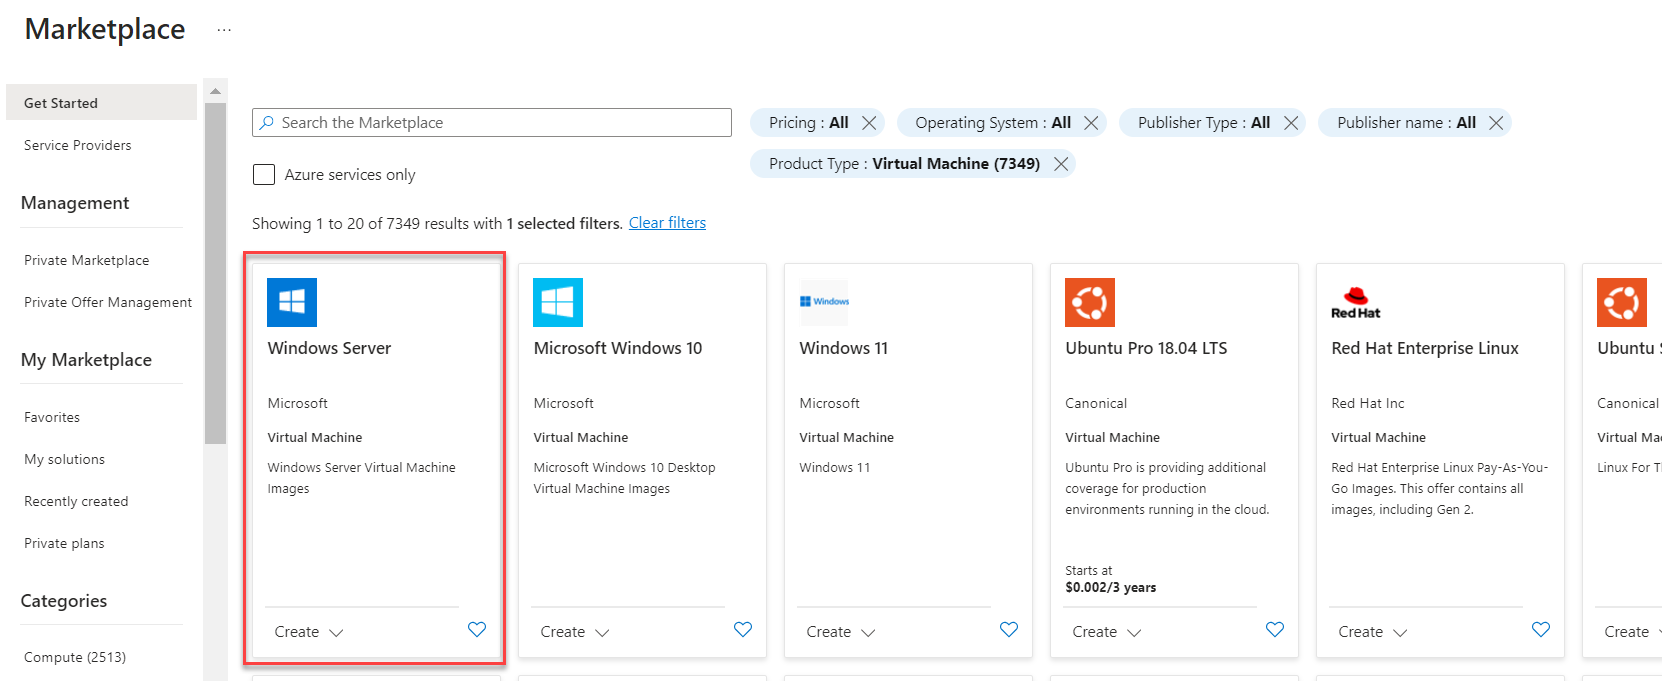 Marketplace ...
Get Started
Service Providers
Management
Private Marketplace
Private Offer Management
My Marketplace
Favorites
My solutions
Recently created
Private plans
Categories
Compute (2513)
Search the Marketplace
Pricing : All
Operating System : All
Publisher Type : All
Publisher name : All
Product Type : Virtual Machine (7349)
Azure services only
Showing 1 to 20 of 7349 results with 1 selected filters. Clear filters
Windows Server
Microsoft
Virtual Machine
Windows Server Virtual Machine
Images
Create
Microsoft Windows 10
Microsoft
Virtual Machine
Microsoft Windows 10 Desktop
Virtual Machine Images
Create
Windows
Windows 11
Microsoft
Virtual Machine
Windows 11
Create
Ubuntu Pro 18.04 LTS
Canonical
Virtual Machine
Ubuntu Pro is providing additional
coverage for production
environments running in the cloud.
Starts at
$0.002/3 years
Create
Red Hat
Red Hat Enterprise Linux
Red Hat Inc
Virtual Machine
Red Hat Enterprise Linux Pay-As-You-
Go Images. This offer contains all
images, including Gen 2.
Create
Ubuntu
Canonical
Virtual
Linux For
Create